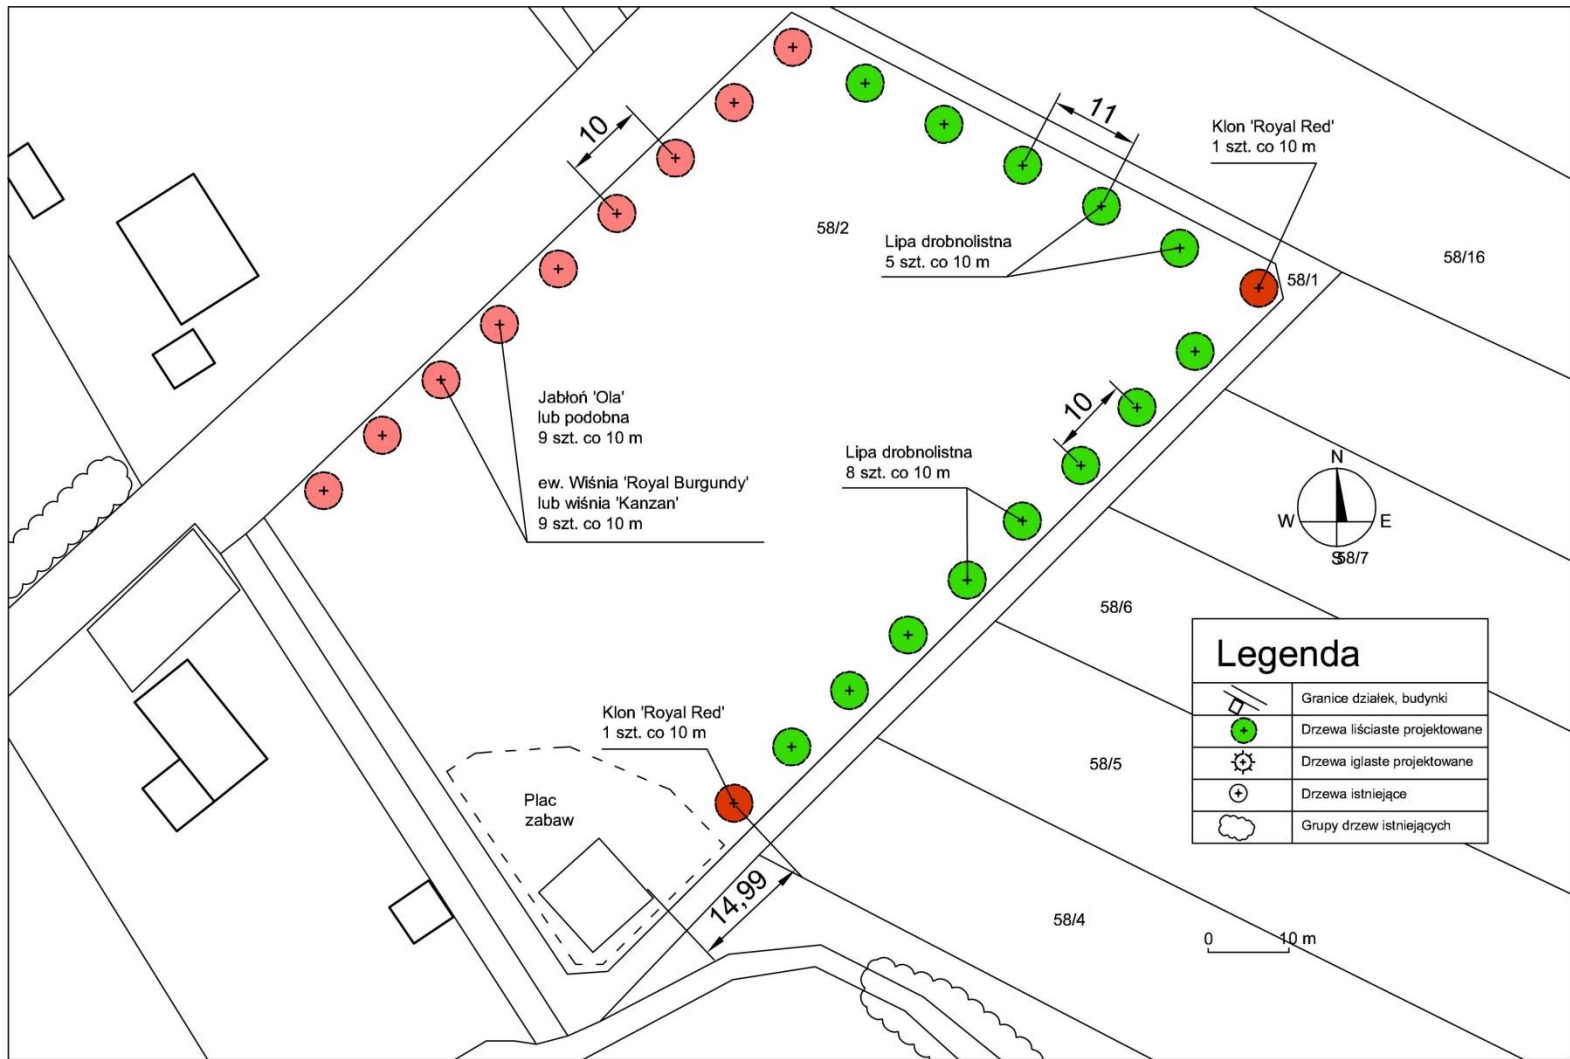 10
11
Klon 'Royal Red'
1 szt. co 10 m
58/2
Lipa drobnolistna
5 szt. co 10 m
58/1
58/16
Jabłoń 'Ola'
lub podobna
9 szt. co 10 m
ew. Wiśnia 'Royal Burgundy'
lub wiśnia 'Kanzan'
9 szt. co 10 m
10
Lipa drobnolistna
8 szt. co 10 m
N
W E
S
58/7
58/6
Legenda
Granice działek, budynki
Drzewa liściaste projektowane
Drzewa iglaste projektowane
Drzewa istniejące
Grupy drzew istniejących
Klon 'Royal Red'
1 szt. co 10 m
58/5
Plac
zabaw
14,99
58/4
0 10 m